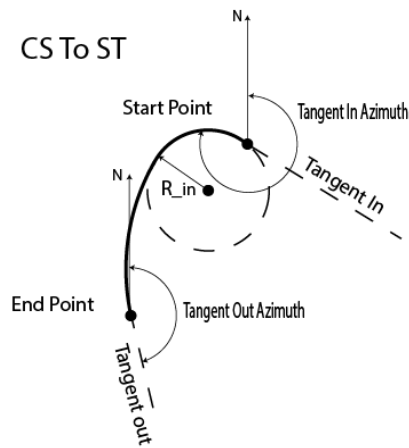 CS To ST
N
Start Point
Tangent In Azimuth
Tangent In
N
R_in
End Point
Tangent Out Azimuth
Tangent out